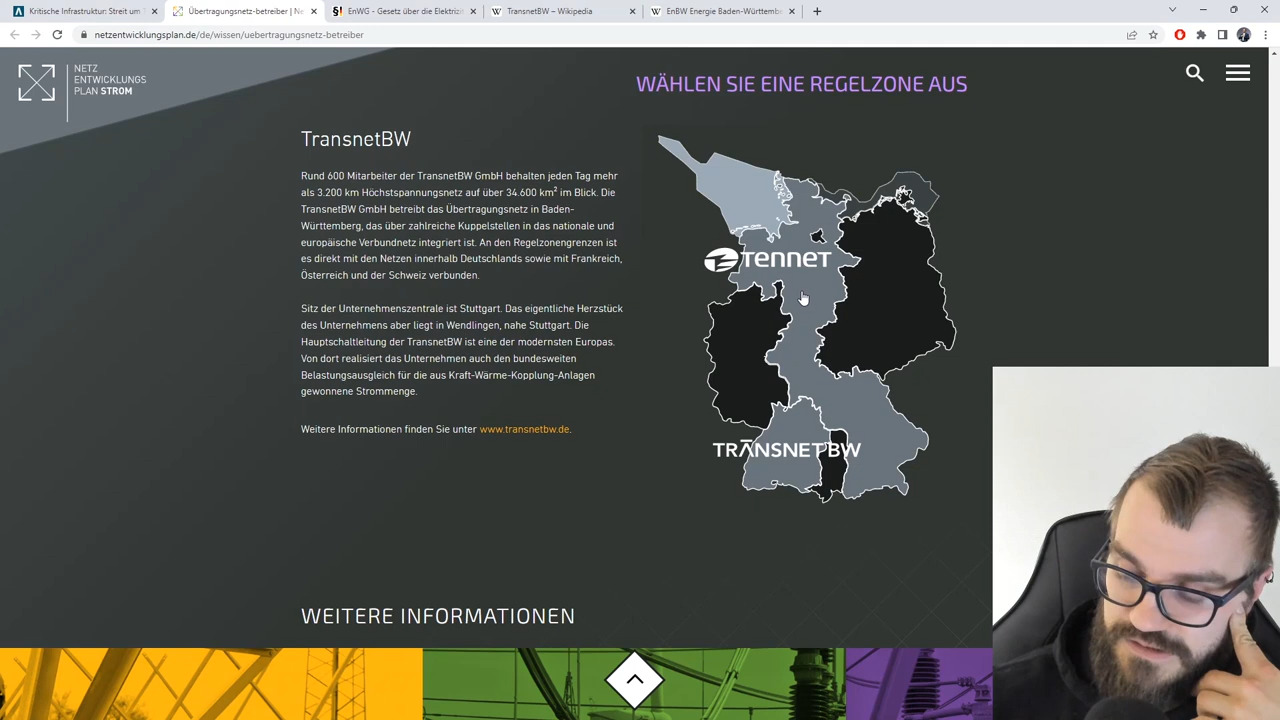 Kritische Infrastruktur: Streit um T
Übertragungsnetz-betreiber | Ne
EnWG - Gesetz über die Elektrizit
TransnetBW – Wikipedia
EnBW Energie Baden-Württembe
netzentwicklungsplan.de/de/wissen/uebertragungsnetz-betreiber
NETZ
ENTWICKLUNGS
PLAN STROM
WÄHLEN SIE EINE REGELZONE AUS
TransnetBW
Rund 600 Mitarbeiter der TransnetBW GmbH behalten jeden Tag mehr
als 3.200 km Höchstspannungsnetz auf über 34.600 km² im Blick. Die
TransnetBW GmbH betreibt das Übertragungsnetz in Baden-
Württemberg, das über zahlreiche Kuppelstellen in das nationale und
europäische Verbundnetz integriert ist. An den Regelzonengrenzen ist
es direkt mit den Netzen innerhalb Deutschlands sowie mit Frankreich,
Österreich und der Schweiz verbunden.
Sitz der Unternehmenszentrale ist Stuttgart. Das eigentliche Herzstück
des Unternehmens aber liegt in Wendlingen, nahe Stuttgart. Die
Hauptschaltleitung der TransnetBW ist eine der modernsten Europas.
Von dort realisiert das Unternehmen auch den bundesweiten
Belastungsausgleich für die aus Kraft-Wärme-Kopplung-Anlagen
gewonnene Strommenge.
Weitere Informationen finden Sie unter www.transnetbw.de.
TenneT
TRANSNET BW
WEITERE INFORMATIONEN